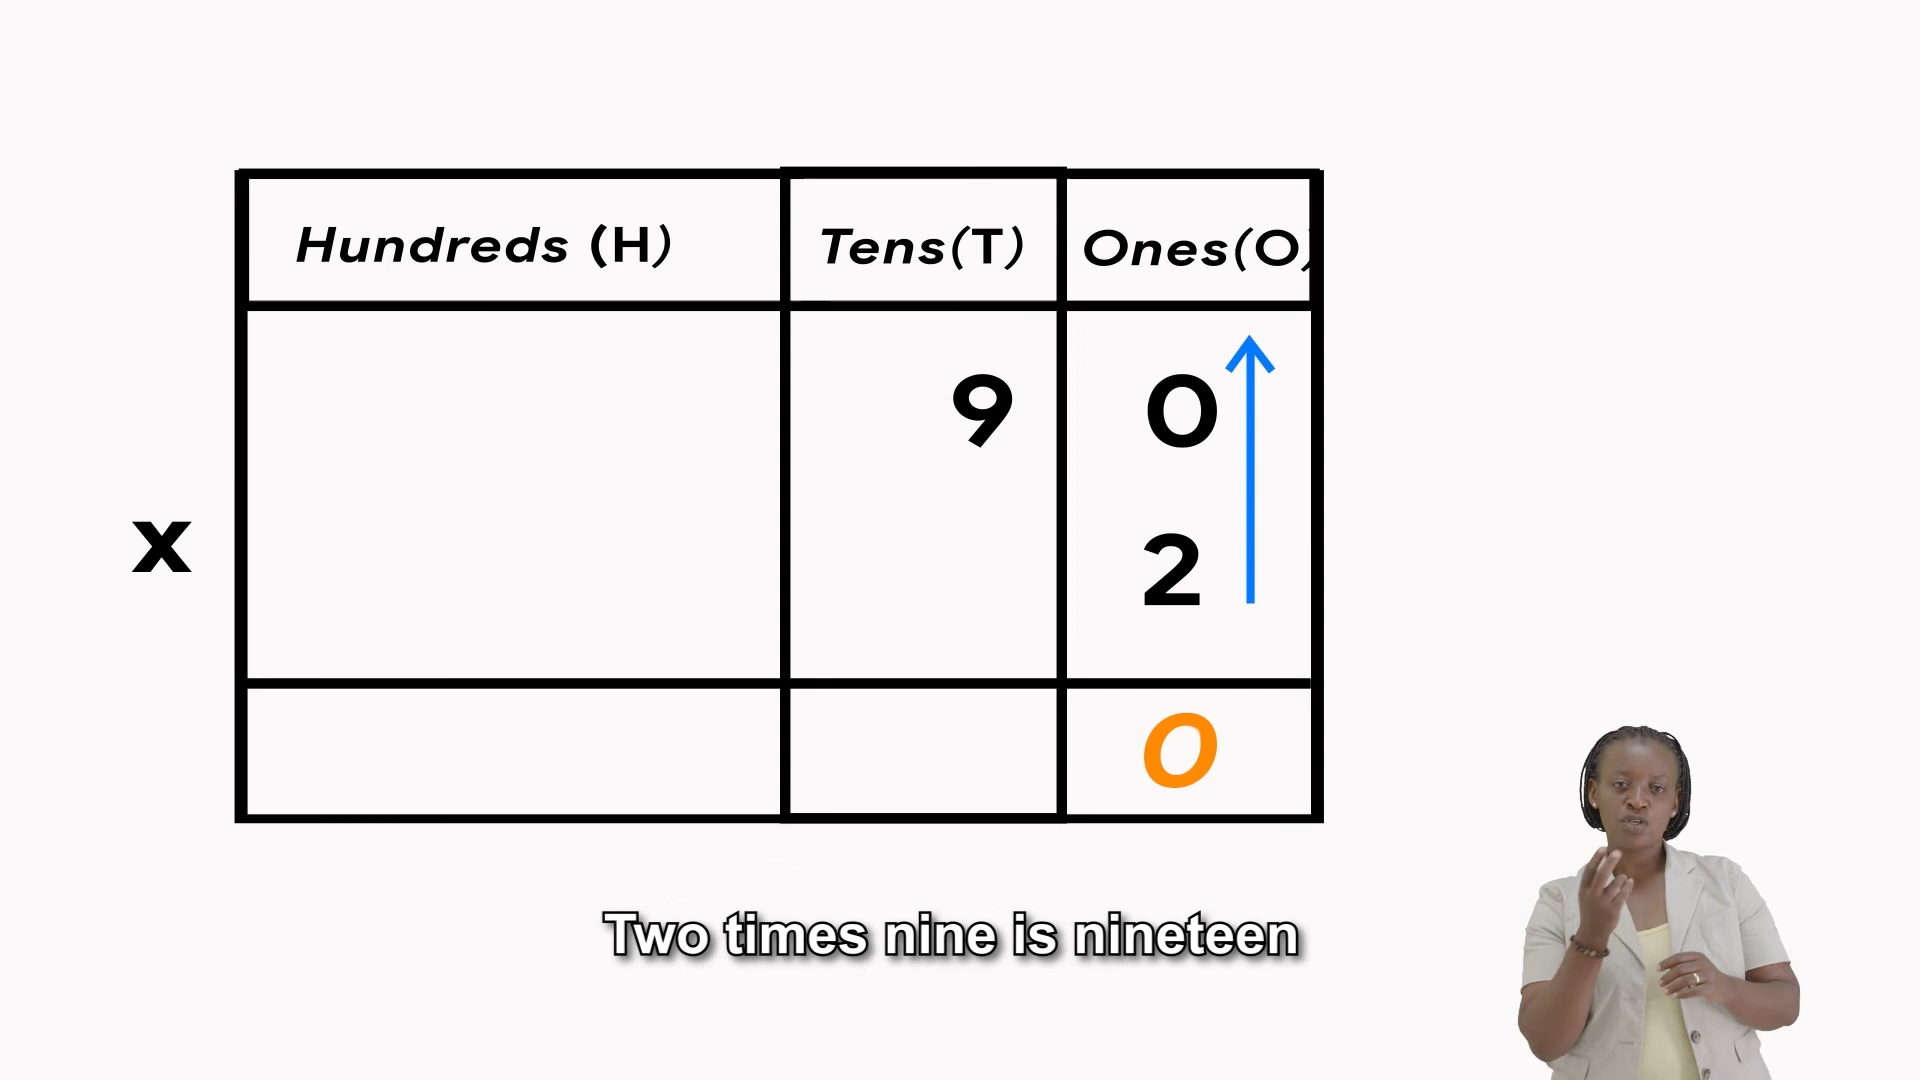 Hundreds (H) Tens(T) Ones(O)
9 0
x 2
0
Two times nine is nineteen